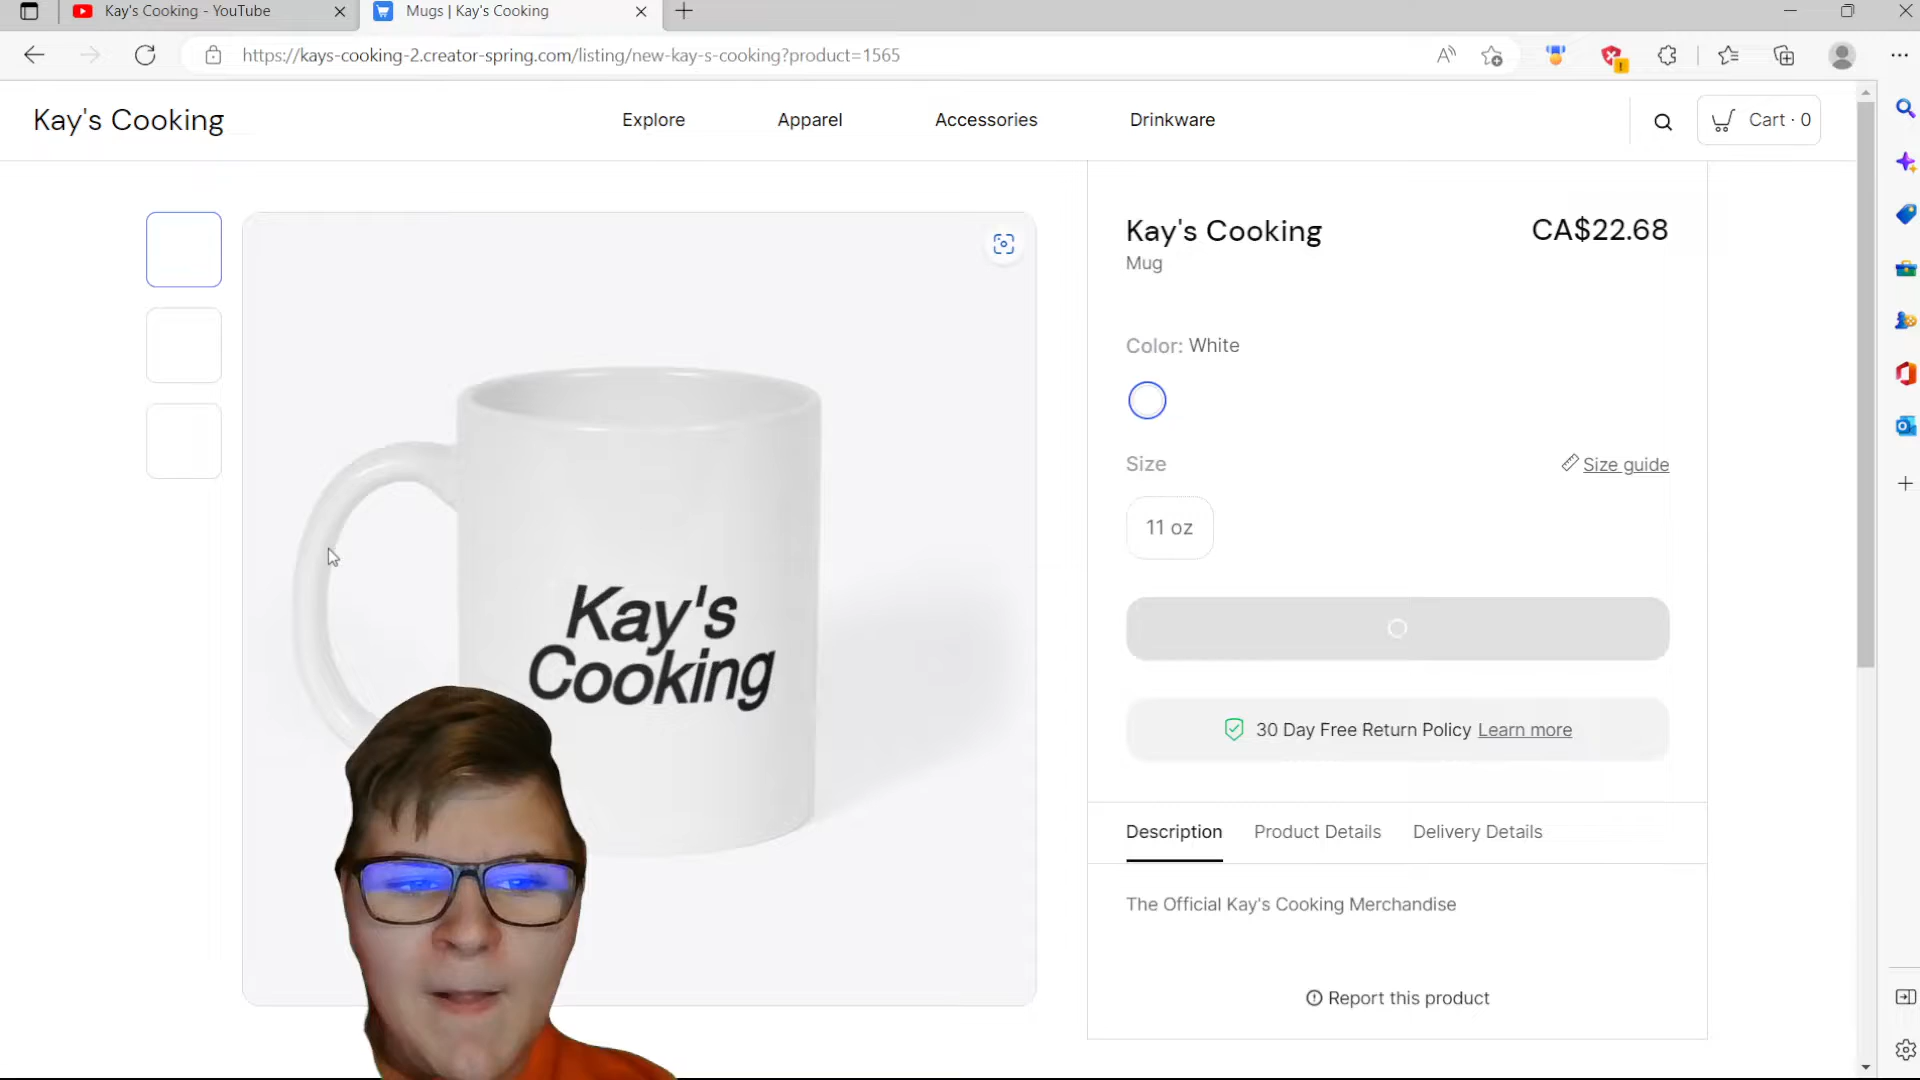 Kay's Cooking - YouTube
Mugs | Kay's Cooking
https://kays-cooking-2.creator-spring.com/listing/new-kay-s-cooking?product=1565
Kay's Cooking
Explore
Apparel
Accessories
Drinkware
Cart · 0
Kay's Cooking
CA$22.68
Mug
Color: White
Size
Size guide
11 oz
Kay's
Cooking
30 Day Free Return Policy Learn more
Description
Product Details
Delivery Details
The Official Kay's Cooking Merchandise
Report this product